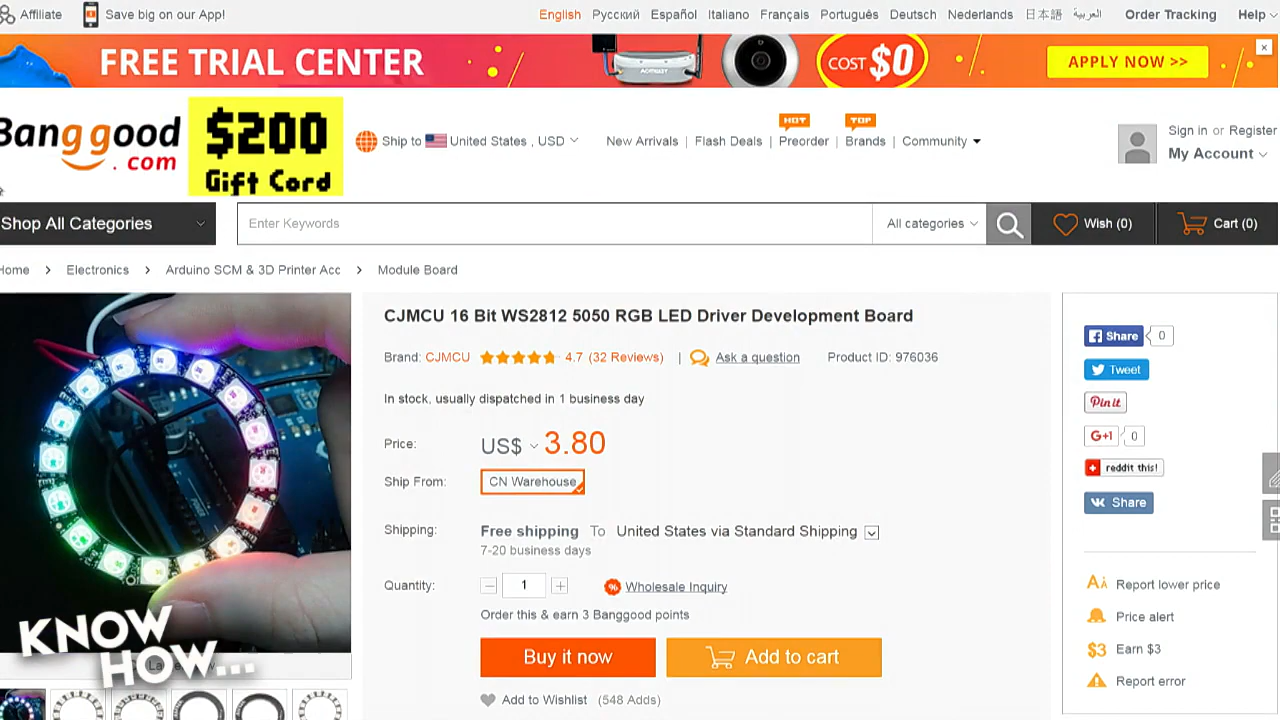 Affiliate Save big on our App! English Русский Español Italiano Français Português Deutsch Nederlands 日本語 العربية Order Tracking Help
FREE TRIAL CENTER COST $0 APPLY NOW >>
Banggood.com
$200
Gift Cord
Ship to United States , USD New Arrivals | Flash Deals | HOT Preorder | TOP Brands | Community
Sign in or Register
My Account
Shop All Categories Enter Keywords All categories Wish (0) Cart (0)
Home > Electronics > Arduino SCM & 3D Printer Acc > Module Board
CJMCU 16 Bit WS2812 5050 RGB LED Driver Development Board
Brand: CJMCU 4.7 (32 Reviews) | Ask a question Product ID: 976036
In stock, usually dispatched in 1 business day
Price: US$ 3.80
Ship From: CN Warehouse
Shipping: Free shipping To United States via Standard Shipping
7-20 business days
Quantity: 1 Wholesale Inquiry
Order this & earn 3 Banggood points
Buy it now Add to cart
Add to Wishlist (548 Adds)
Share 0
Tweet
Pin it
G+1 0
reddit this!
Share
Report lower price
Price alert
$3 Earn $3
Report error
KNOW
HOW...